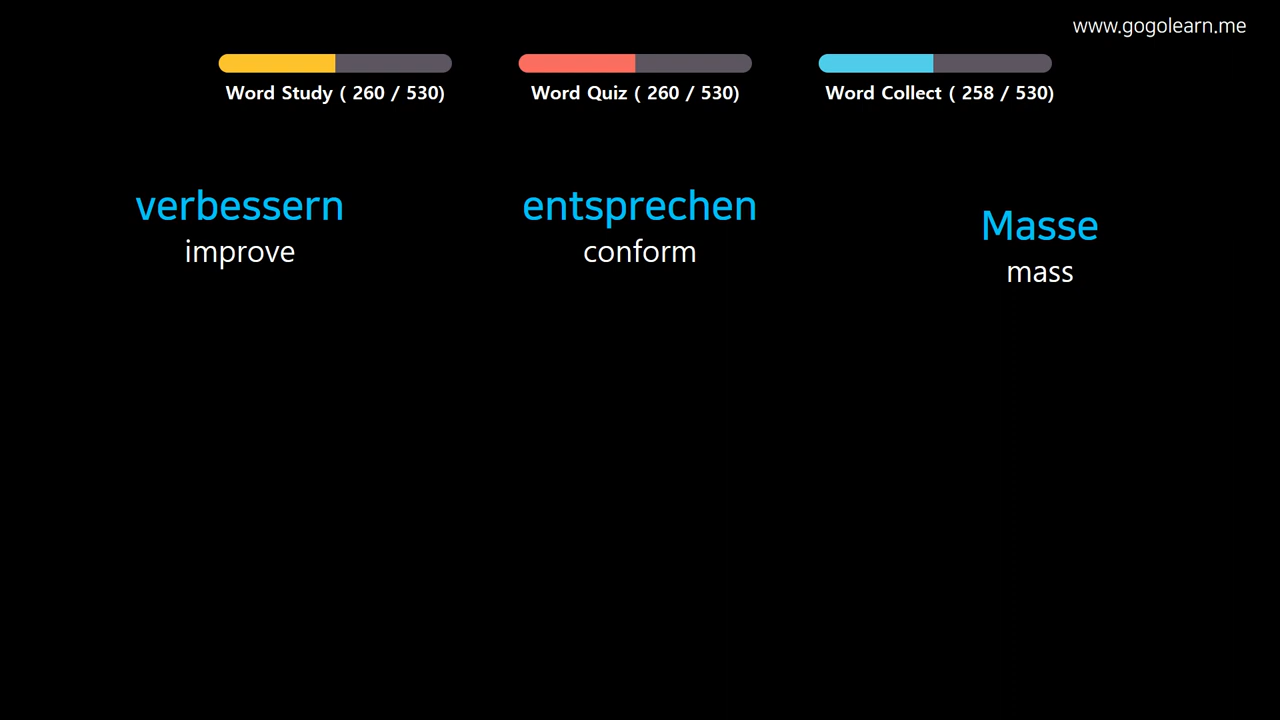 www.gogolearn.me
Word Study ( 260 / 530)
Word Quiz ( 260 / 530)
Word Collect ( 258 / 530)
verbessern
improve
entsprechen
conform
Masse
mass